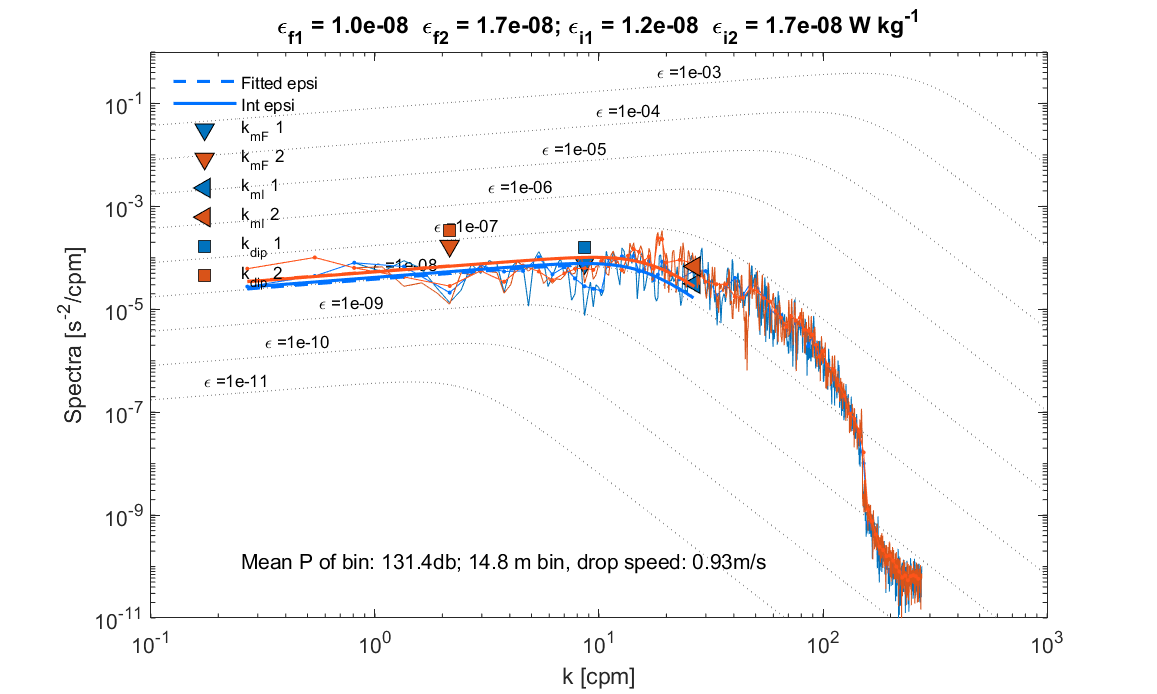 ϵf1 = 1.0e-08 ϵf2 = 1.7e-08; ϵi1 = 1.2e-08 ϵi2 = 1.7e-08 W kg-1
Fitted epsi
Int epsi
kmF 1
kmF 2
kmI 1
kmI 2
kdip 1
kdip 2
ϵ =1e-03
ϵ =1e-04
ϵ =1e-05
ϵ =1e-06
ϵ =1e-07
ϵ =1e-08
ϵ =1e-09
ϵ =1e-10
ϵ =1e-11
Mean P of bin: 131.4db; 14.8 m bin, drop speed: 0.93m/s
Spectra [s-2/cpm]
10-1
10-3
10-5
10-7
10-9
10-11
10-1
100
101
102
103
k [cpm]